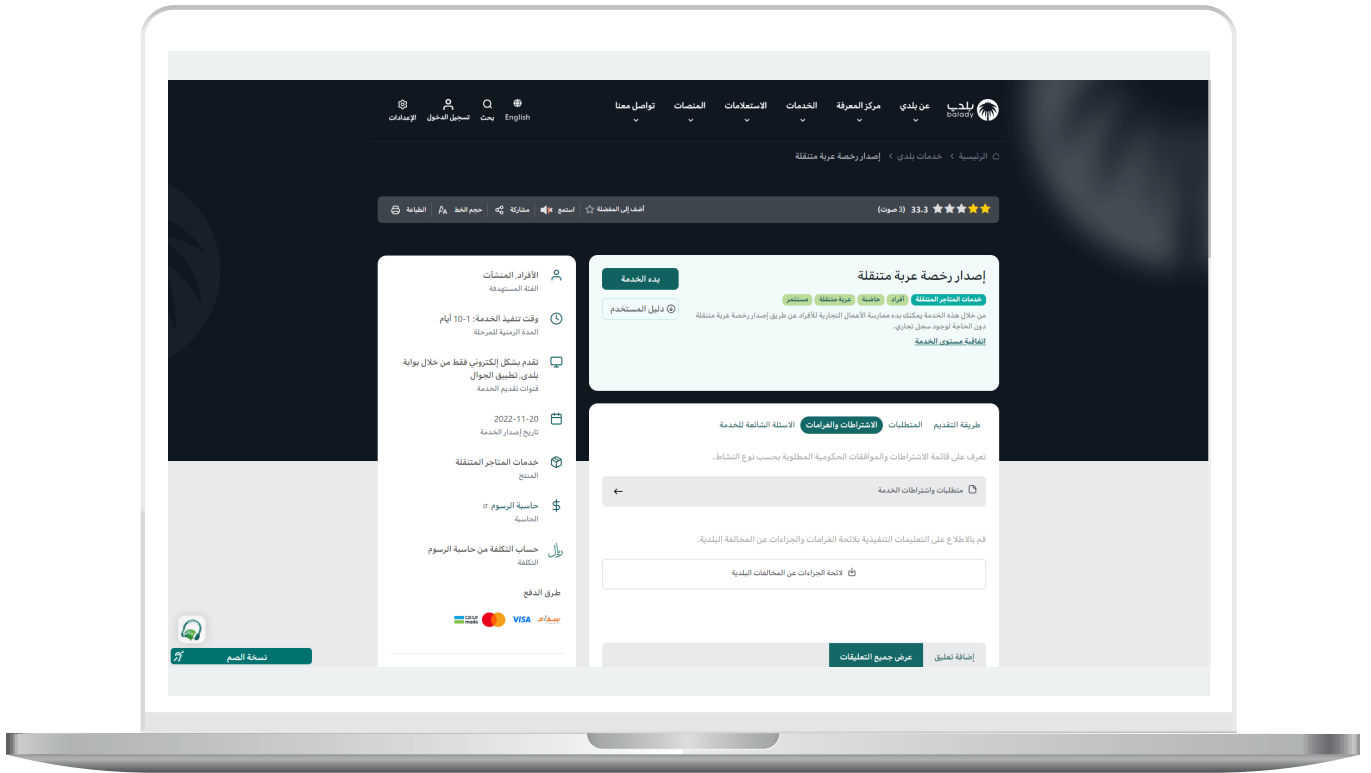 بلدي
balady
عن بلدي
مركز المعرفة
الخدمات
الاستعلامات
المنصات
تواصل معنا
English
بحث
تسجيل الدخول
الإعدادات
الرئيسية > خدمات بلدي > إصدار رخصة عربة متنقلة
33.3 (3 صوت)
أضف إلى المفضلة
استمع
مشاركة
حجم الخط
الطباعة
إصدار رخصة عربة متنقلة
بدء الخدمة
خدمات المتاجر المتنقلة
أفراد
حاضنة
عربة متنقلة
مستثمر
دليل المستخدم
من خلال هذه الخدمة يمكنك بدء ممارسة الأعمال التجارية للأفراد عن طريق إصدار رخصة عربة متنقلة
دون الحاجة لوجود سجل تجاري.
اتفاقية مستوى الخدمة
طريقة التقديم
المتطلبات
الاشتراطات والغرامات
الاسئلة الشائعة للخدمة
تعرف على قائمة الاشتراطات والموافقات الحكومية المطلوبة بحسب نوع النشاط.
متطلبات واشتراطات الخدمة
قم بالاطلاع على التعليمات التنفيذية بلائحة الغرامات والجزاءات عن المخالفة البلدية.
لائحة الجزاءات عن المخالفات البلدية
إضافة تعليق
عرض جميع التعليقات
الأفراد, المنشآت
الفئة المستهدفة
وقت تنفيذ الخدمة: 1-10 أيام
المدة الزمنية للمرحلة
تقدم بشكل إلكتروني فقط من خلال بوابة
بلدي, تطبيق الجوال
قنوات تقديم الخدمة
2022-11-20
تاريخ إصدار الخدمة
خدمات المتاجر المتنقلة
المنتج
حاسبة الرسوم
الحاسبة
ريال
حساب التكلفة من حاسبة الرسوم
التكلفة
طرق الدفع
سداد
VISA
مدى
mada
نسخة الصم